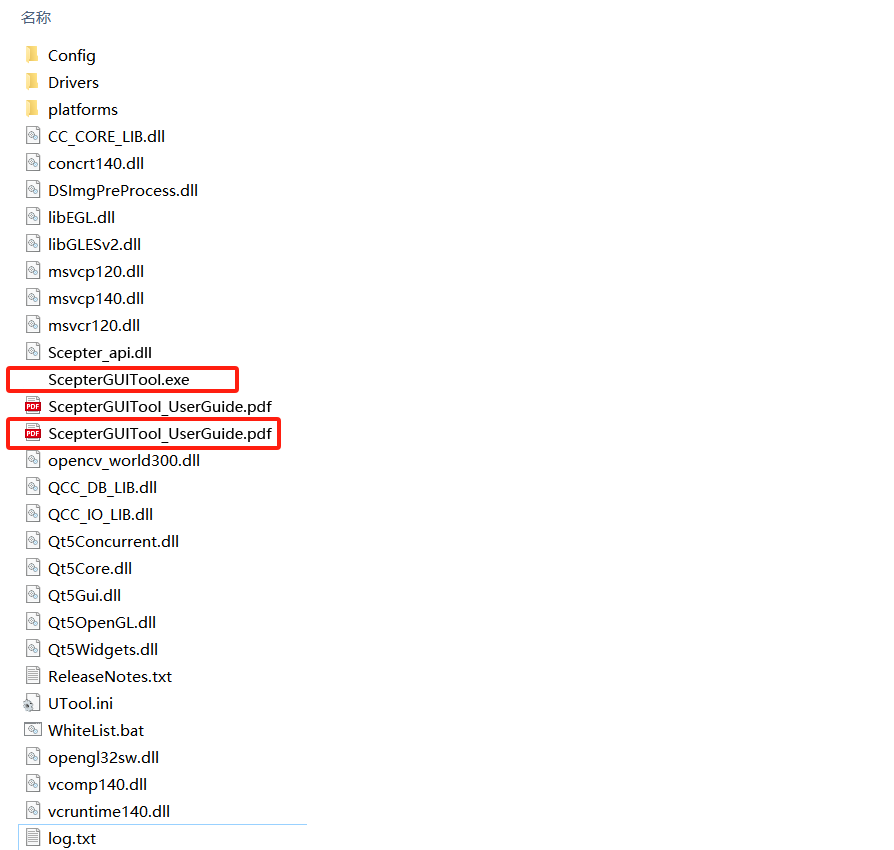 名称
Config
Drivers
platforms
CC_CORE_LIB.dll
concrt140.dll
DSImgPreProcess.dll
libEGL.dll
libGLESv2.dll
msvcp120.dll
msvcp140.dll
msvcr120.dll
Scepter_api.dll
ScepterGUITool.exe
PDF ScepterGUITool_UserGuide.pdf
PDF ScepterGUITool_UserGuide.pdf
opencv_world300.dll
QCC_DB_LIB.dll
QCC_IO_LIB.dll
Qt5Concurrent.dll
Qt5Core.dll
Qt5Gui.dll
Qt5OpenGL.dll
Qt5Widgets.dll
ReleaseNotes.txt
UTool.ini
WhiteList.bat
opengl32sw.dll
vcomp140.dll
vcruntime140.dll
log.txt